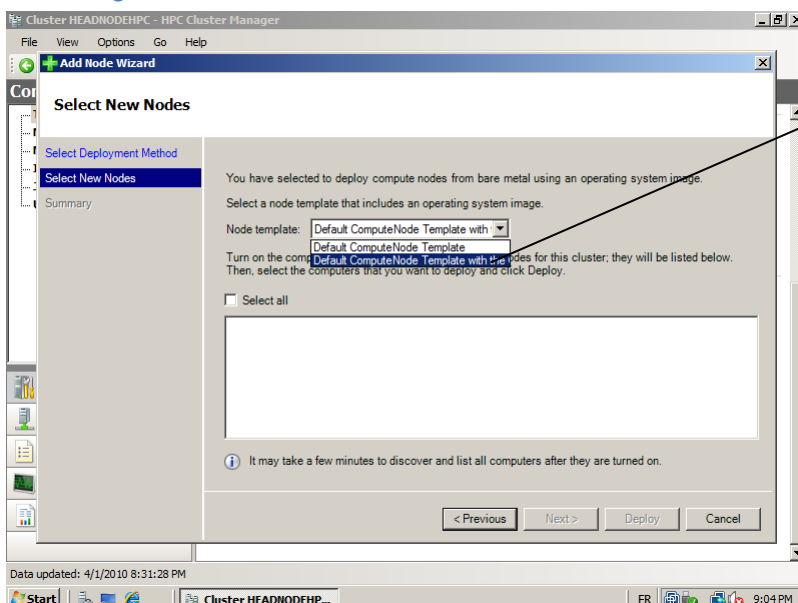 Cluster HEADNODEHPC - HPC Cluster Manager
File View Options Go Help
Add Node Wizard
Select New Nodes
Select Deployment Method
Select New Nodes
Summary
You have selected to deploy compute nodes from bare metal using an operating system image.
Select a node template that includes an operating system image.
Node template: Default ComputeNode Template with
Default ComputeNode Template
Default ComputeNode Template with the
Turn on the odes for this cluster; they will be listed below.
Then, select the computers that you want to deploy and click Deploy.
Select all
It may take a few minutes to discover and list all computers after they are turned on.
< Previous Next > Deploy Cancel
Data updated: 4/1/2010 8:31:28 PM
Start Cluster HEADNODEHP... FR 9:04 PM